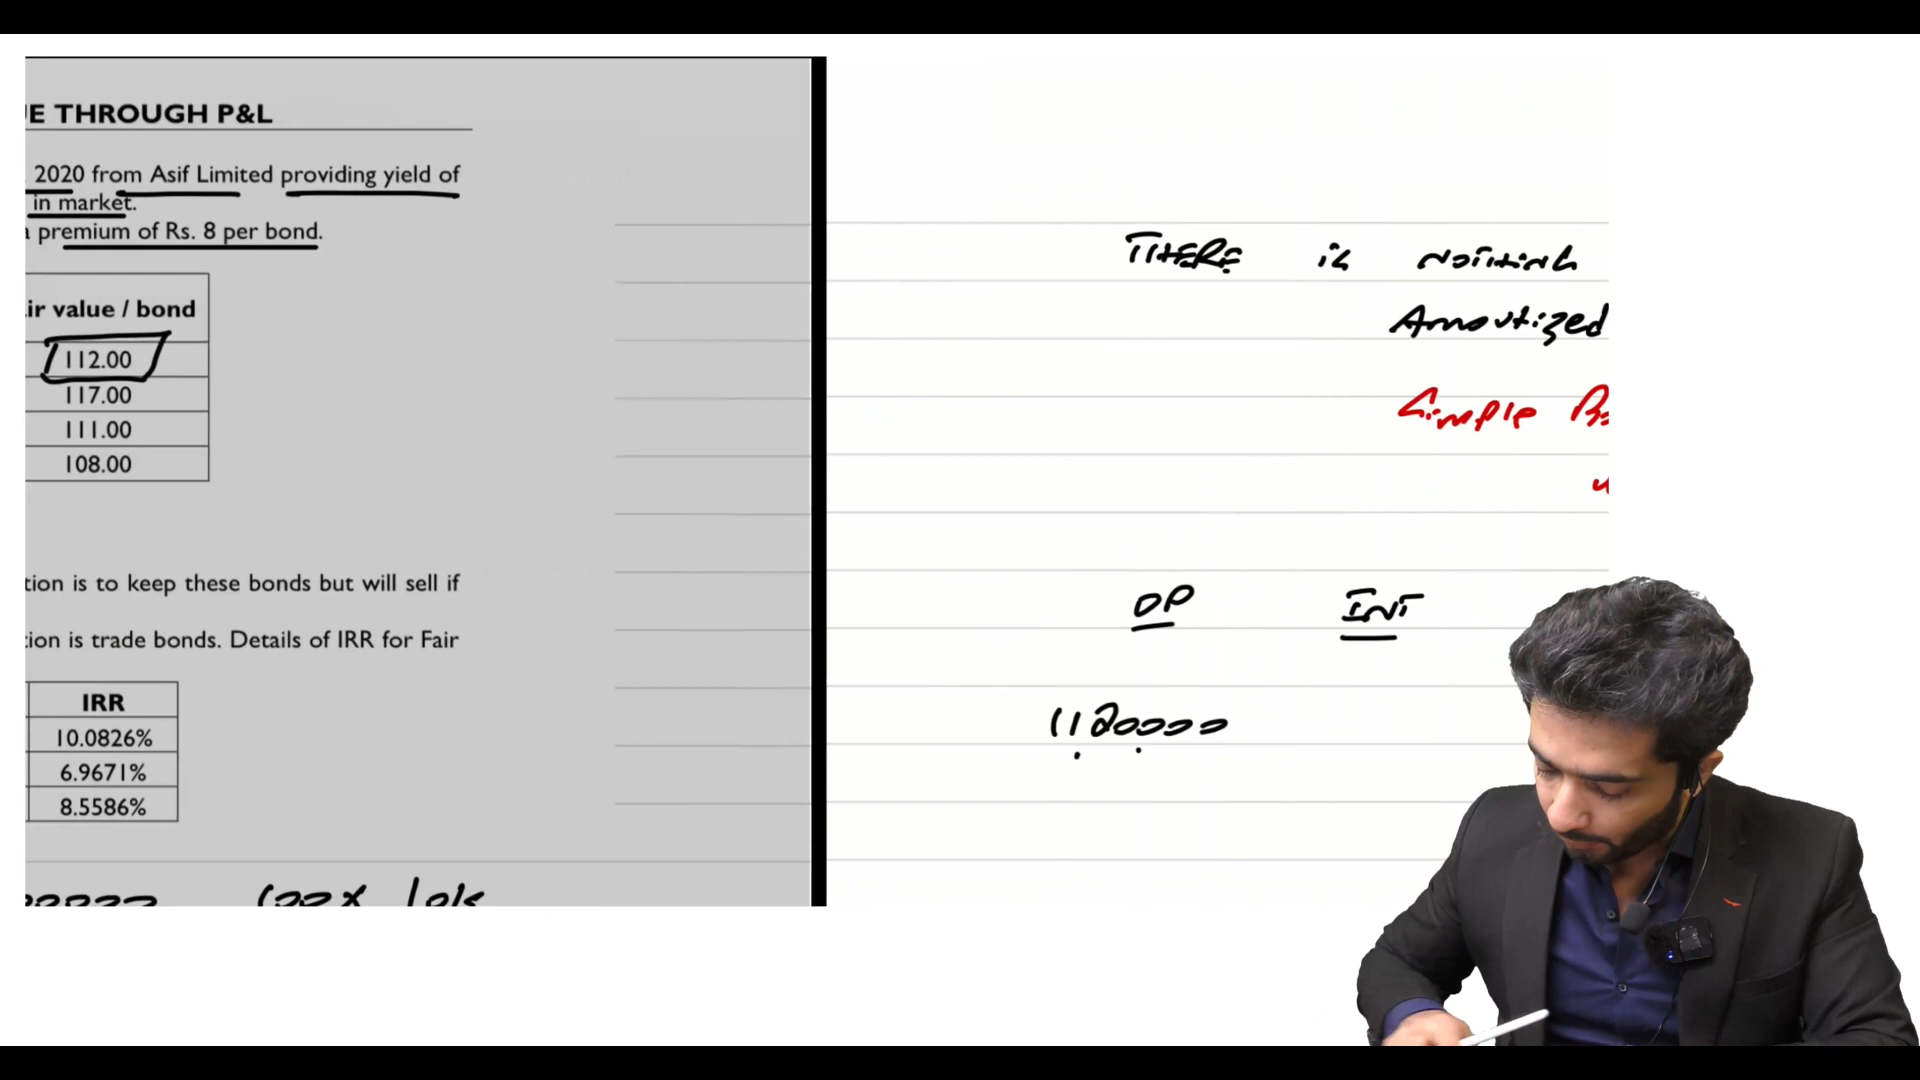 E THROUGH P&L
2020 from Asif Limited providing yield of
in market.
premium of Rs. 8 per bond.
ir value / bond
112.00
117.00
111.00
108.00
tion is to keep these bonds but will sell if
ion is trade bonds. Details of IRR for Fair
IRR
10.0826%
6.9671%
8.5586%
100x
THERE is NOTHING
Amortized
Simple
OP INT
1120000